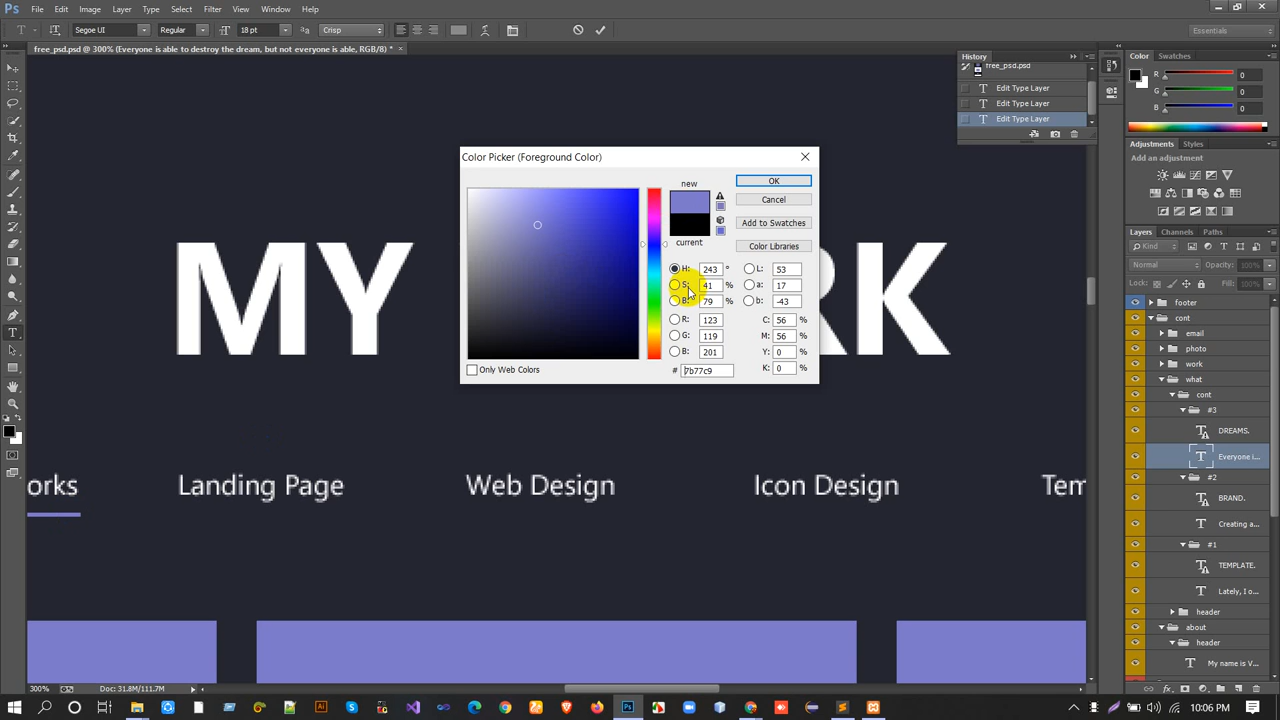 Ps File Edit Image Layer Type Select Filter View Window Help
Segoe UI Regular 18 pt aa Crisp Essentials
free_psd.psd @ 300% (Everyone is able to destroy the dream, but not everyone is able, RGB/8) * ×
History
free_psd.psd
Edit Type Layer
Edit Type Layer
Edit Type Layer
Color Swatches
R 0
G 0
B 0
Adjustments Styles
Add an adjustment
Layers Channels Paths
Kind
Normal Opacity:
Lock: Fill:
footer
cont
email
photo
work
what
cont
#3
DREAMS.
Everyone i...
#2
BRAND.
Creating a...
#1
TEMPLATE.
Lately, I o...
header
about
header
My name is V...
Color Picker (Foreground Color)
new
current
OK
Cancel
Add to Swatches
Color Libraries
H: 243 °
S: 41 %
B: 79 %
R: 123
G: 119
B: 201
# 7b77c9
L: 53
a: 17
b: -43
C: 56 %
M: 56 %
Y: 0 %
K: 0 %
Only Web Colors
MY RK
orks Landing Page Web Design Icon Design Tem
300% Doc: 31.8M/111.7M
10:06 PM